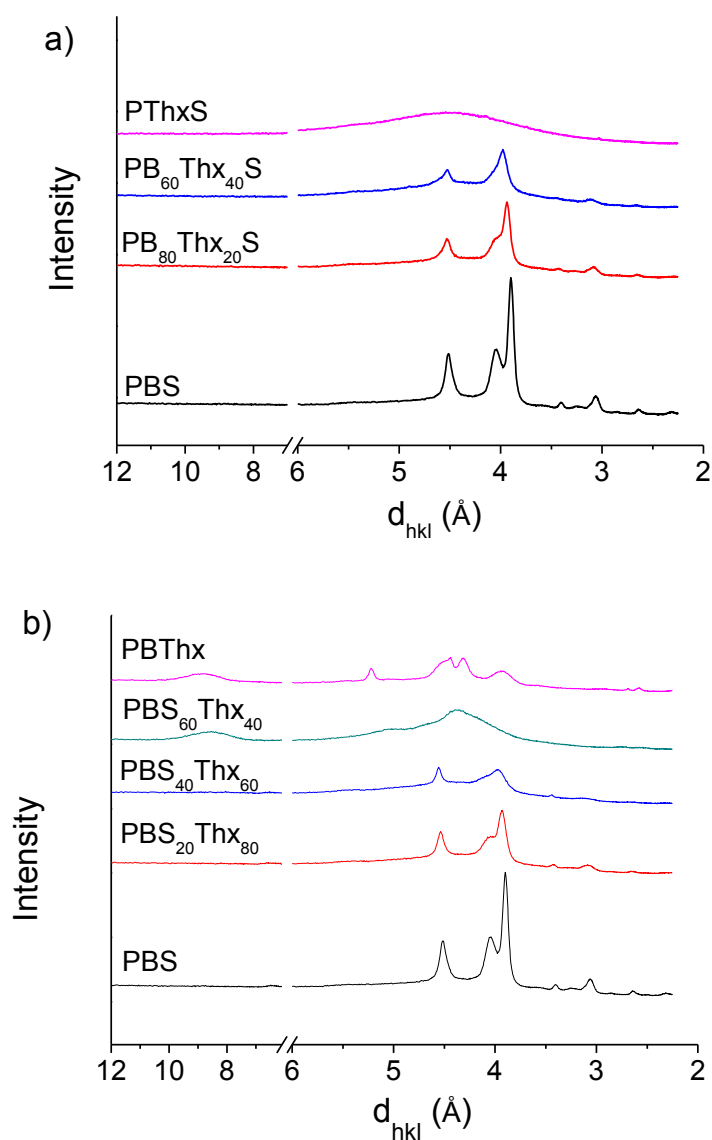 a)
PThxS
PB60Thx40S
PB80Thx20S
PBS
Intensity
12 10 8 6 5 4 3 2
dhkl (Å)
b)
PBThx
PBS60Thx40
PBS40Thx60
PBS20Thx80
PBS
Intensity
12 10 8 6 5 4 3 2
dhkl (Å)